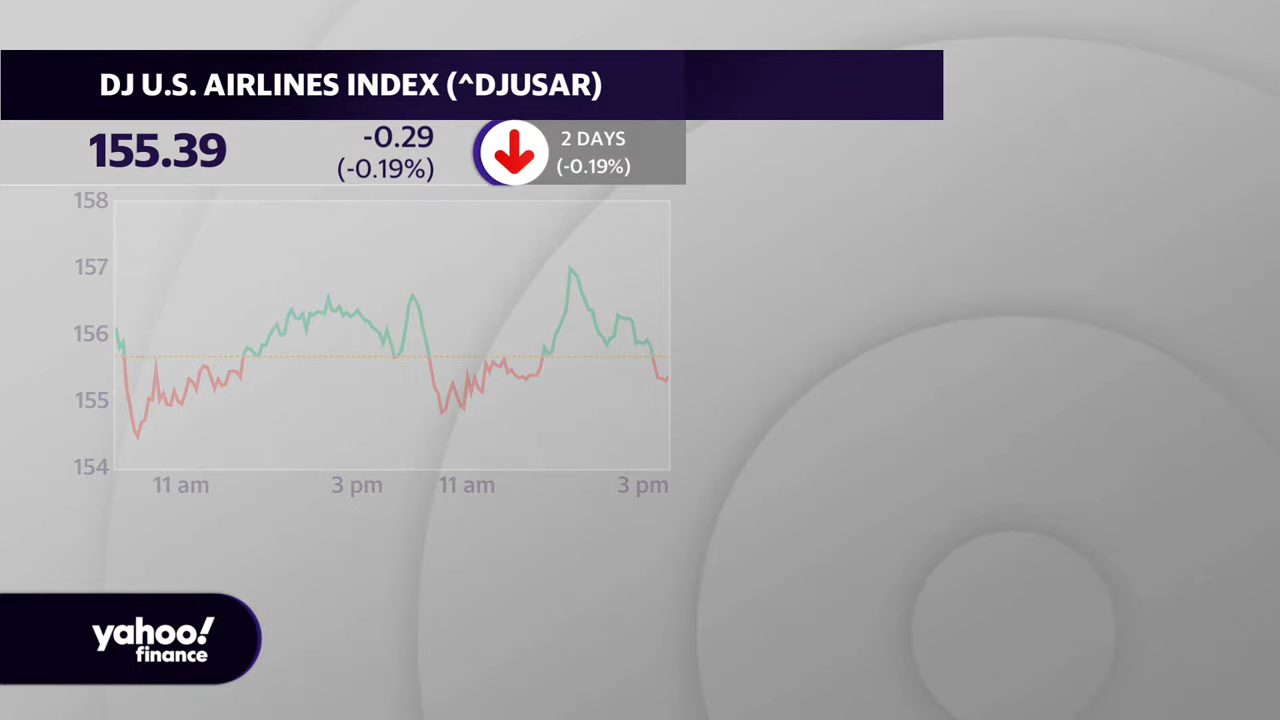 DJ U.S. AIRLINES INDEX (^DJUSAR)
155.39
-0.29
(-0.19%)
2 DAYS
(-0.19%)
158
157
156
155
154
11 am 3 pm 11 am 3 pm
yahoo!
finance